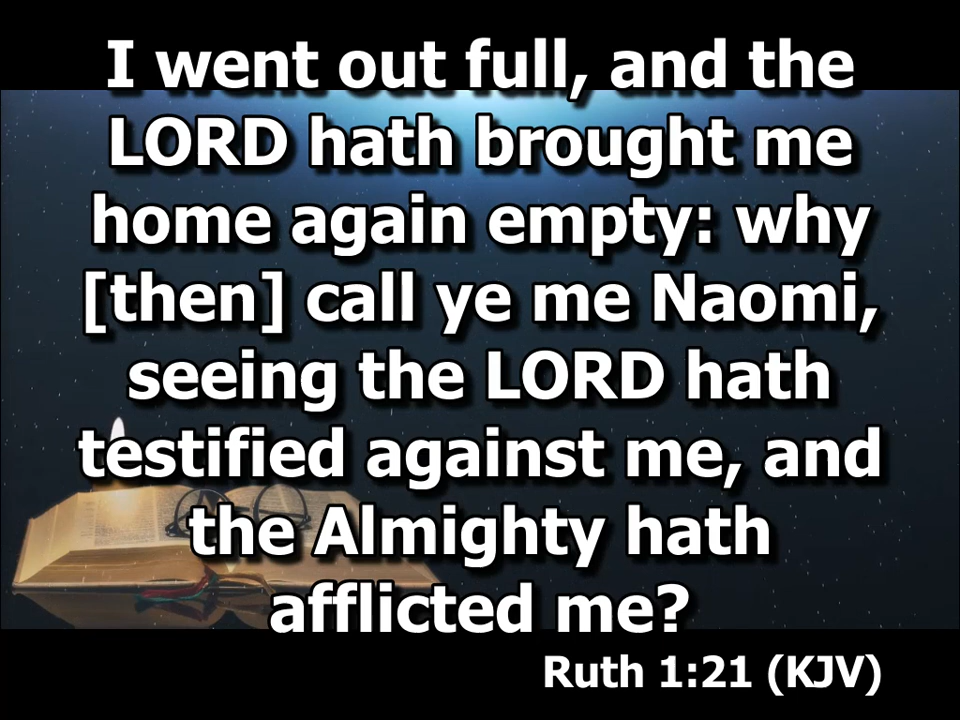 I went out full, and the
LORD hath brought me
home again empty: why
[then] call ye me Naomi,
seeing the LORD hath
testified against me, and
the Almighty hath
afflicted me?
Ruth 1:21 (KJV)